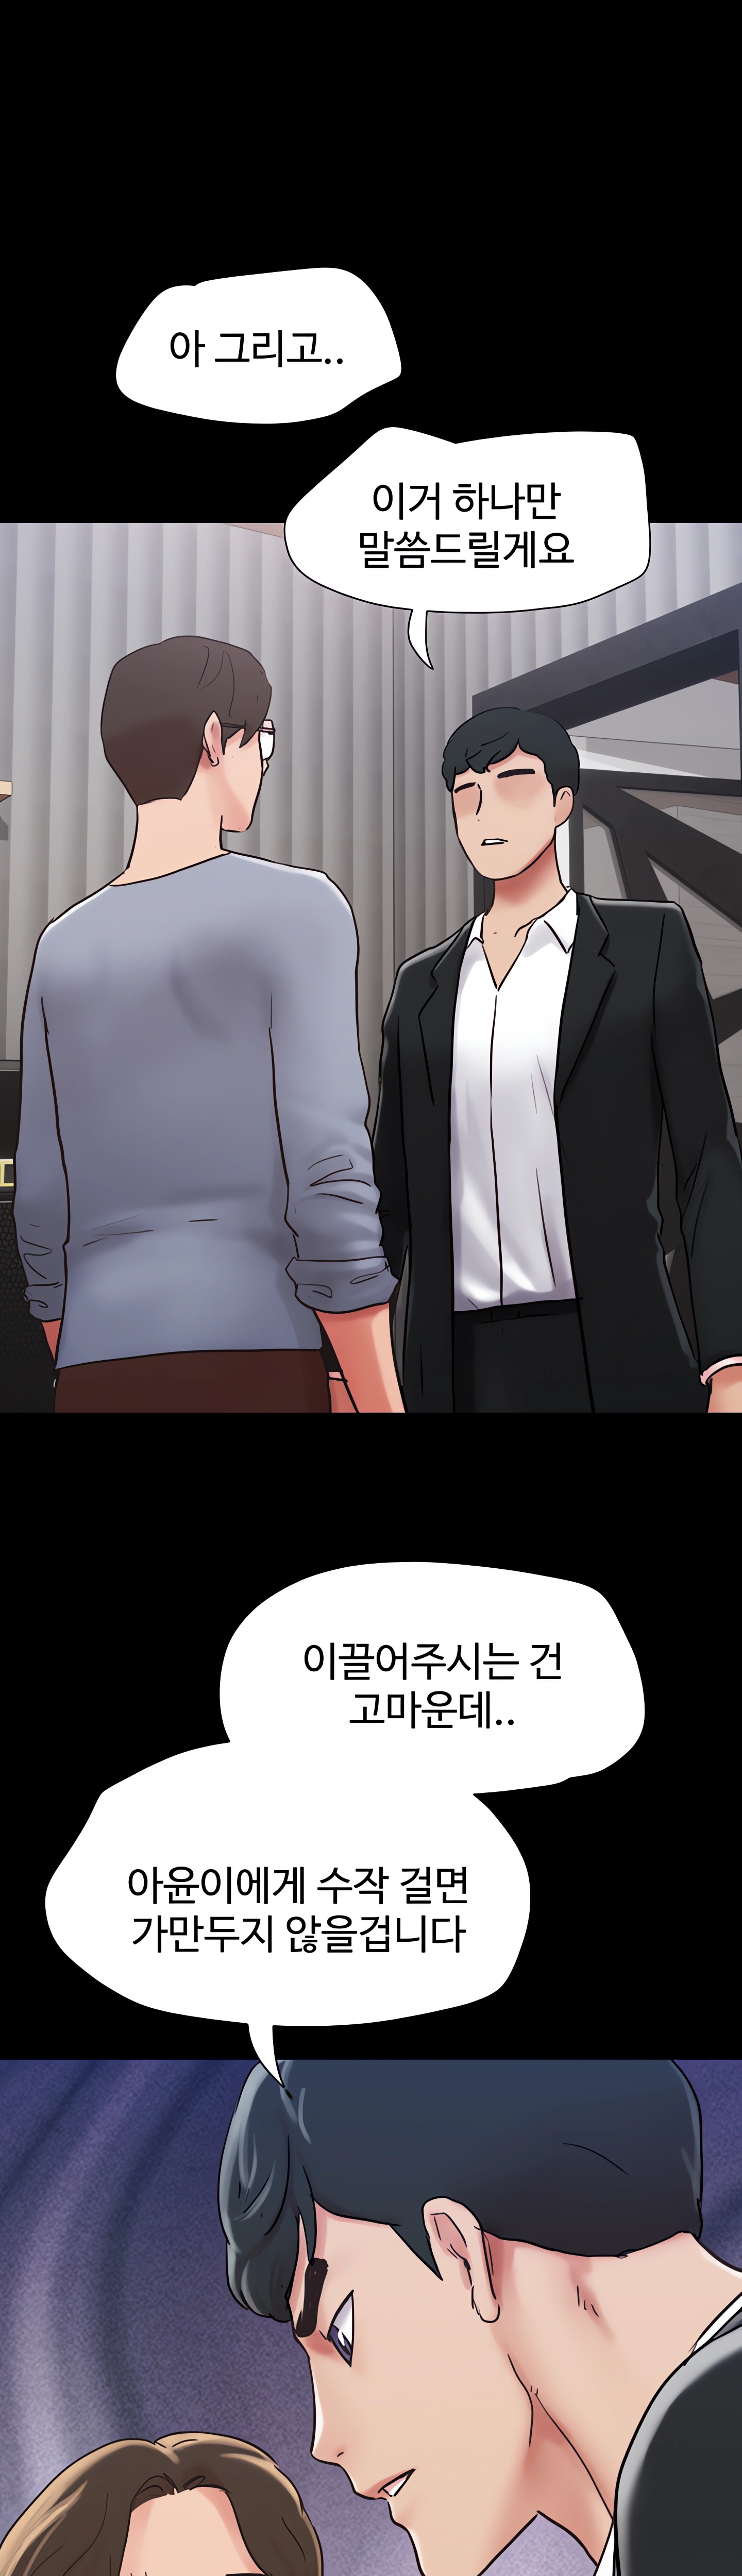 아 그리고..
이거 하나만
말씀드릴게요
이끌어주시는 건
고마운데..
아윤이에게 수작 걸면
가만두지 않을겁니다